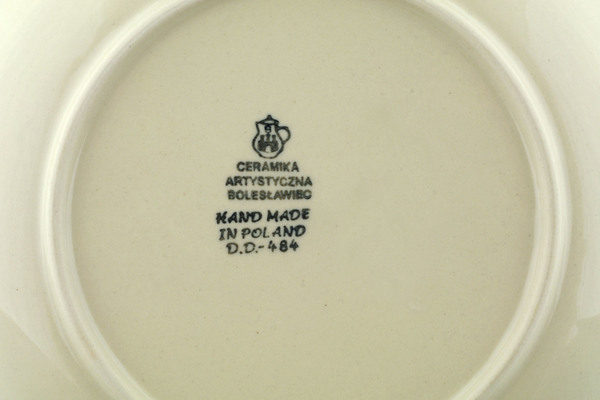 CERAMIKA
ARTYSTYCZNA
BOLESŁAWIEC
HAND MADE
IN POLAND
D.D.-484